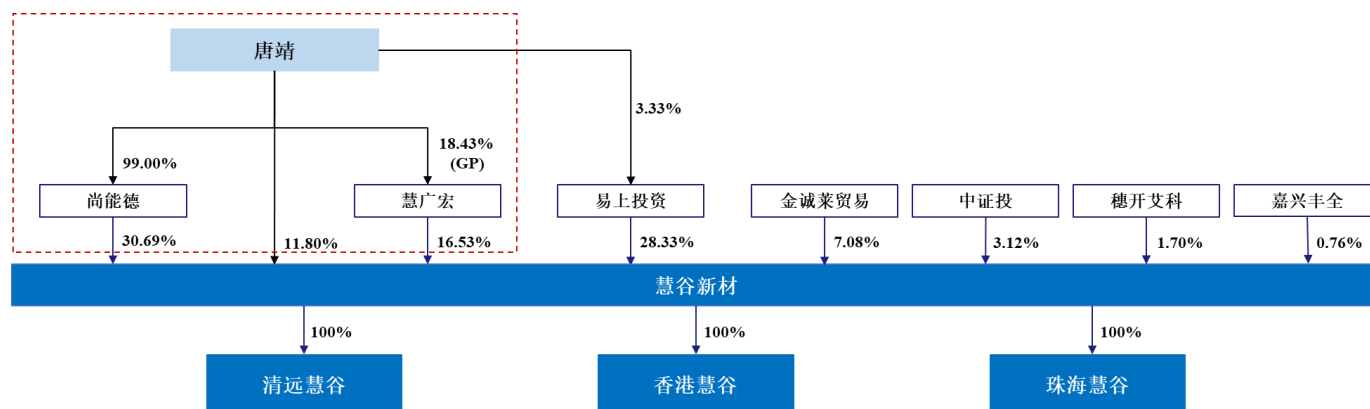 唐靖
3.33%
18.43%
(GP)
99.00%
尚能德
慧广宏
易上投资
金诚莱贸易
中证投
穗开艾科
嘉兴丰全
30.69%
11.80%
16.53%
28.33%
7.08%
3.12%
1.70%
0.76%
慧谷新材
100%
100%
100%
清远慧谷
香港慧谷
珠海慧谷